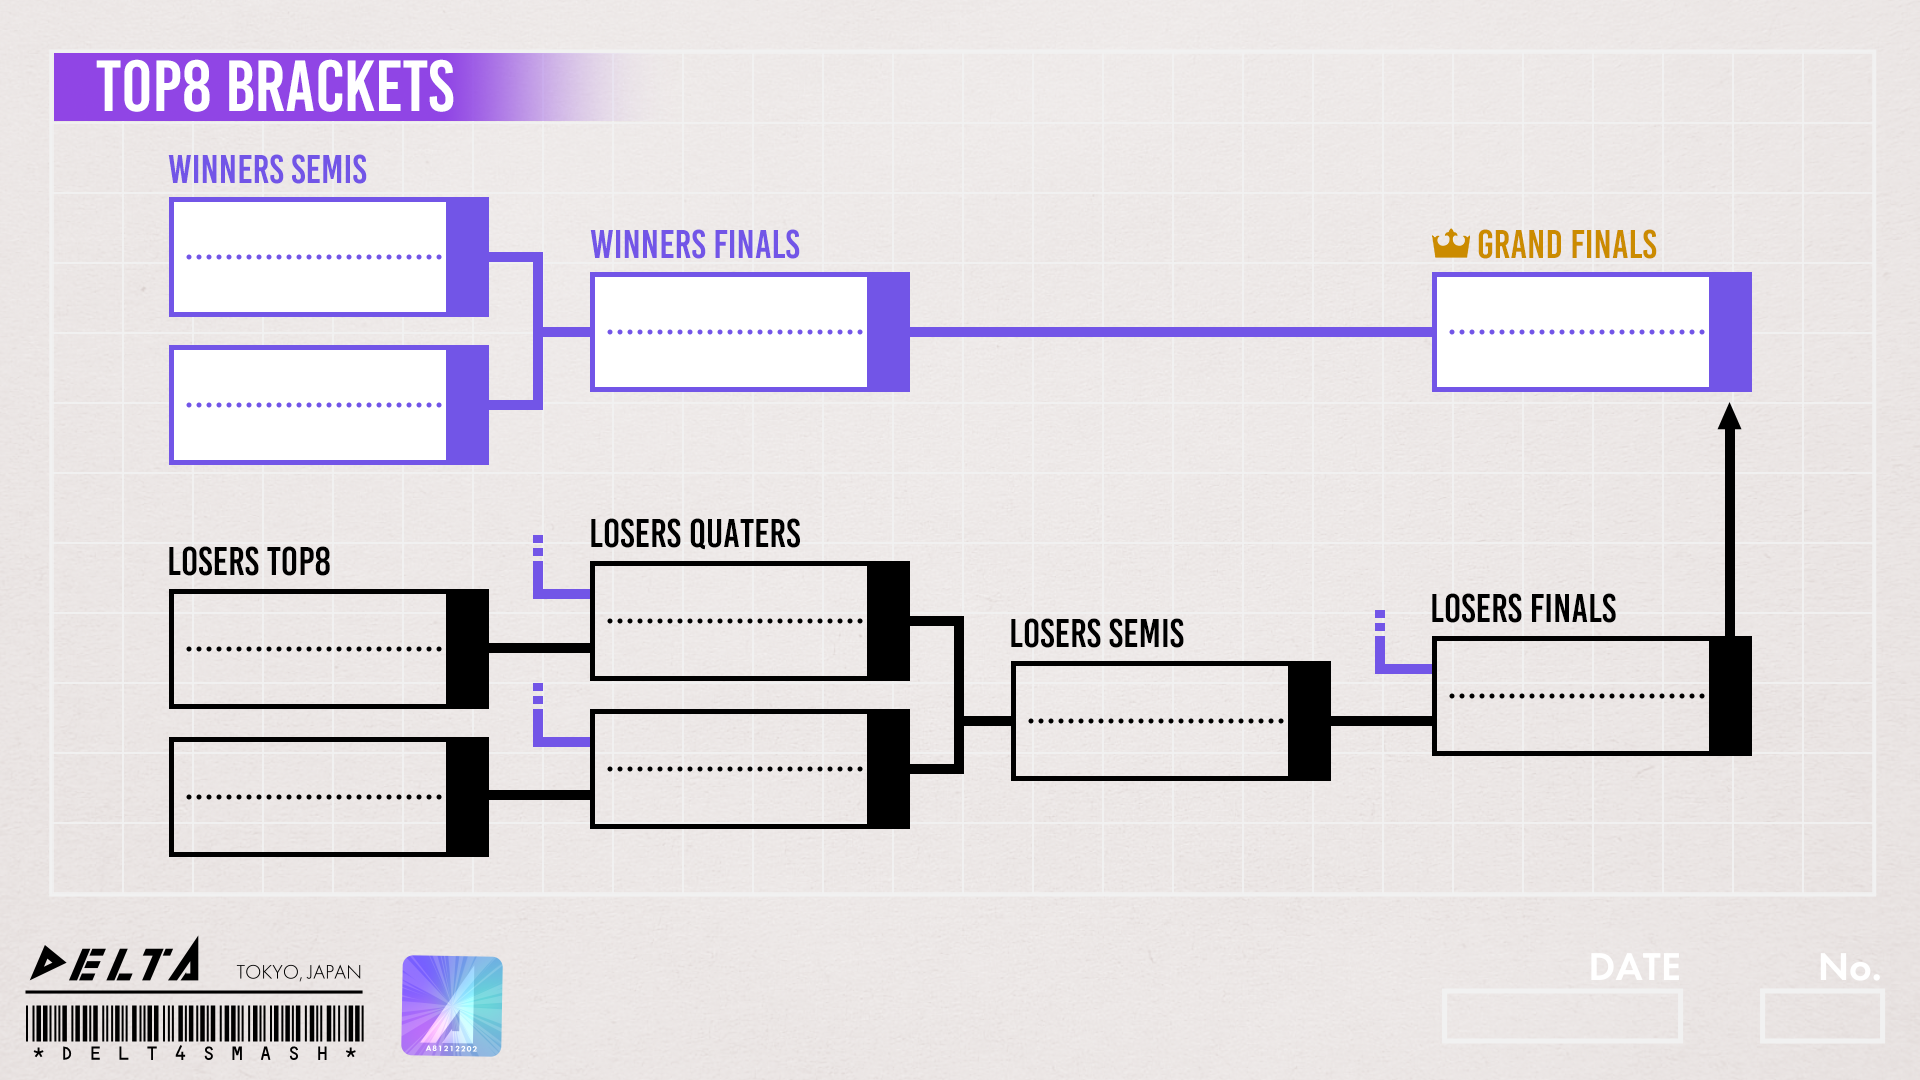 TOP8 BRACKETS
WINNERS SEMIS
WINNERS FINALS
GRAND FINALS
LOSERS QUATERS
LOSERS TOP8
LOSERS SEMIS
LOSERS FINALS
DELTA
TOKYO, JAPAN
* D E L T 4 S M A S H *
A81212202
DATE
No.